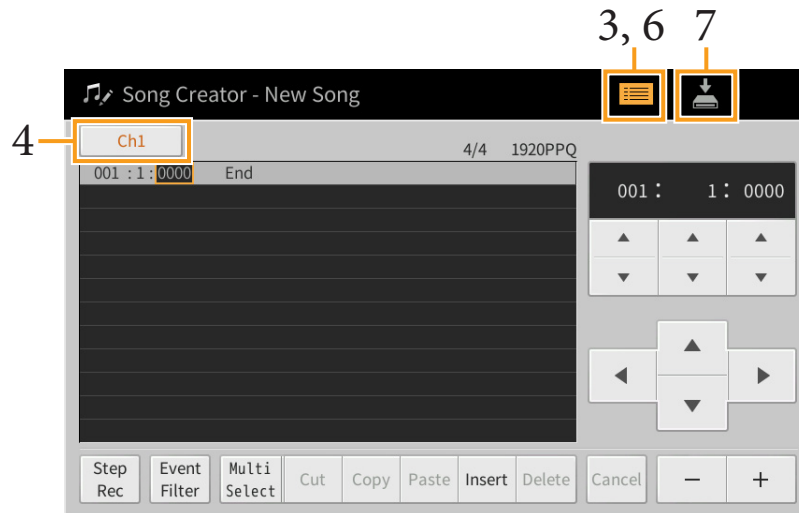 3, 6 7
Song Creator - New Song
4
Ch1
4/4 1920PPQ
001 : 1 : 0000 End
001 : 1 : 0000
Step Rec
Event Filter
Multi Select
Cut
Copy
Paste
Insert
Delete
Cancel
−
+